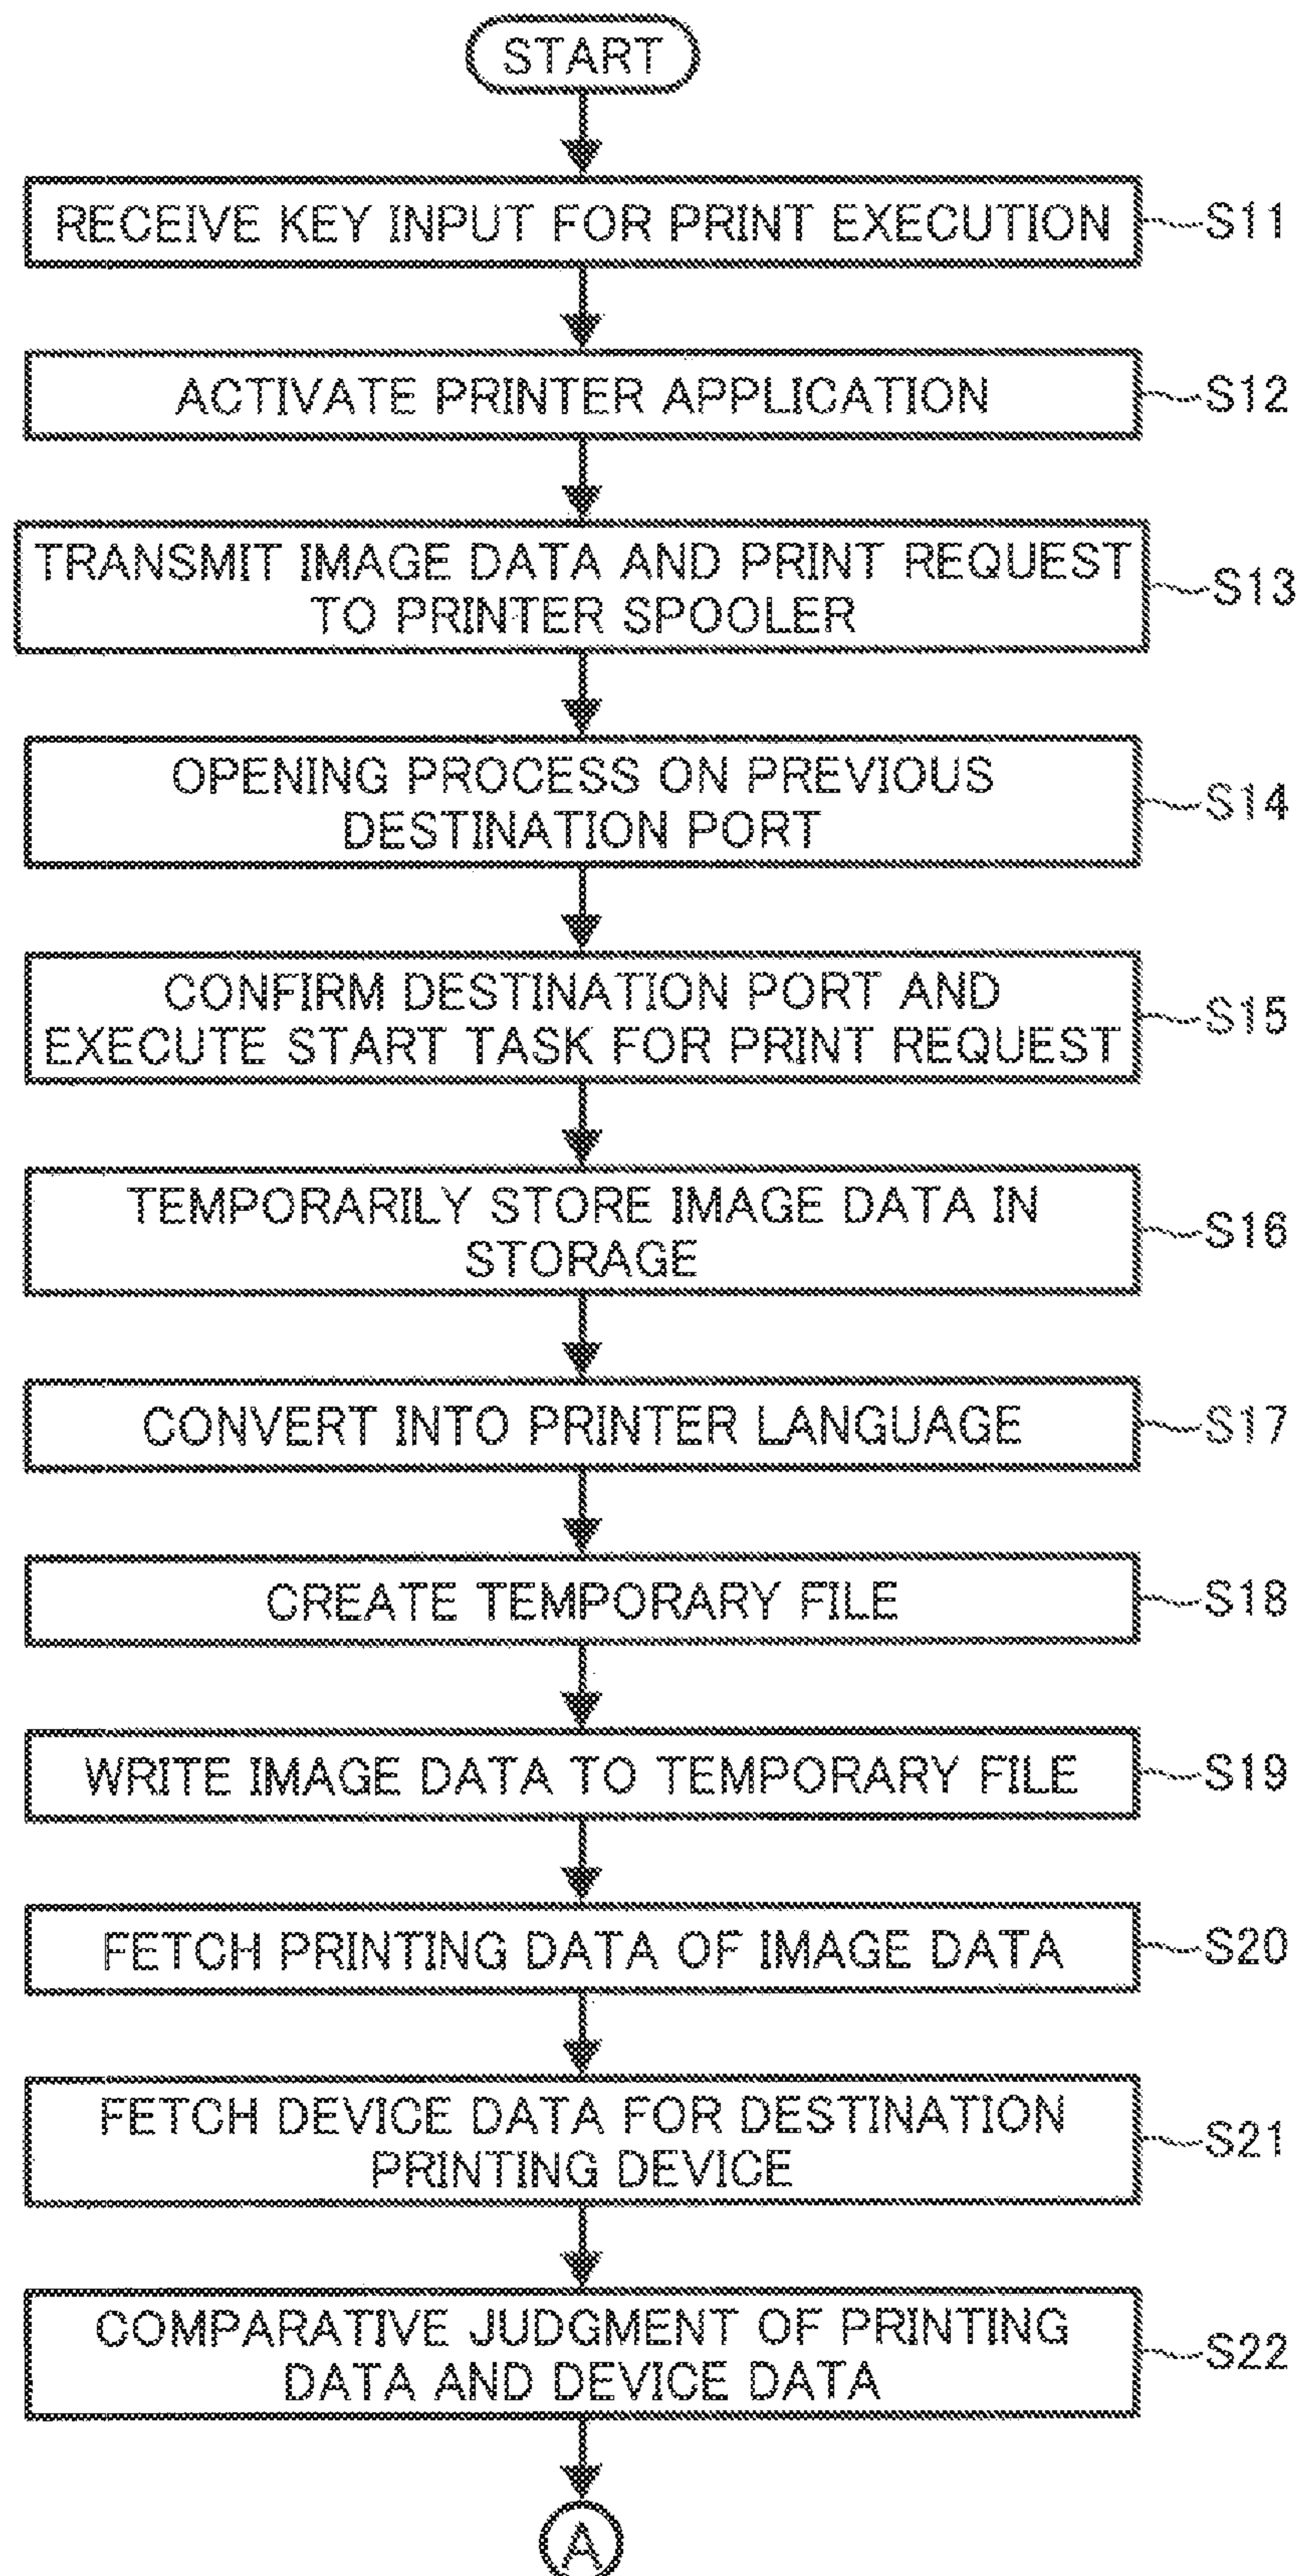 START
RECEIVE KEY INPUT FOR PRINT EXECUTION
S11
ACTIVATE PRINTER APPLICATION
S12
TRANSMIT IMAGE DATA AND PRINT REQUEST
TO PRINTER SPOOLER
S13
OPENING PROCESS ON PREVIOUS
DESTINATION PORT
S14
CONFIRM DESTINATION PORT AND
EXECUTE START TASK FOR PRINT REQUEST
S15
TEMPORARILY STORE IMAGE DATA IN
STORAGE
S16
CONVERT INTO PRINTER LANGUAGE
S17
CREATE TEMPORARY FILE
S18
WRITE IMAGE DATA TO TEMPORARY FILE
S19
FETCH PRINTING DATA OF IMAGE DATA
S20
FETCH DEVICE DATA FOR DESTINATION
PRINTING DEVICE
S21
COMPARATIVE JUDGMENT OF PRINTING
DATA AND DEVICE DATA
S22
A